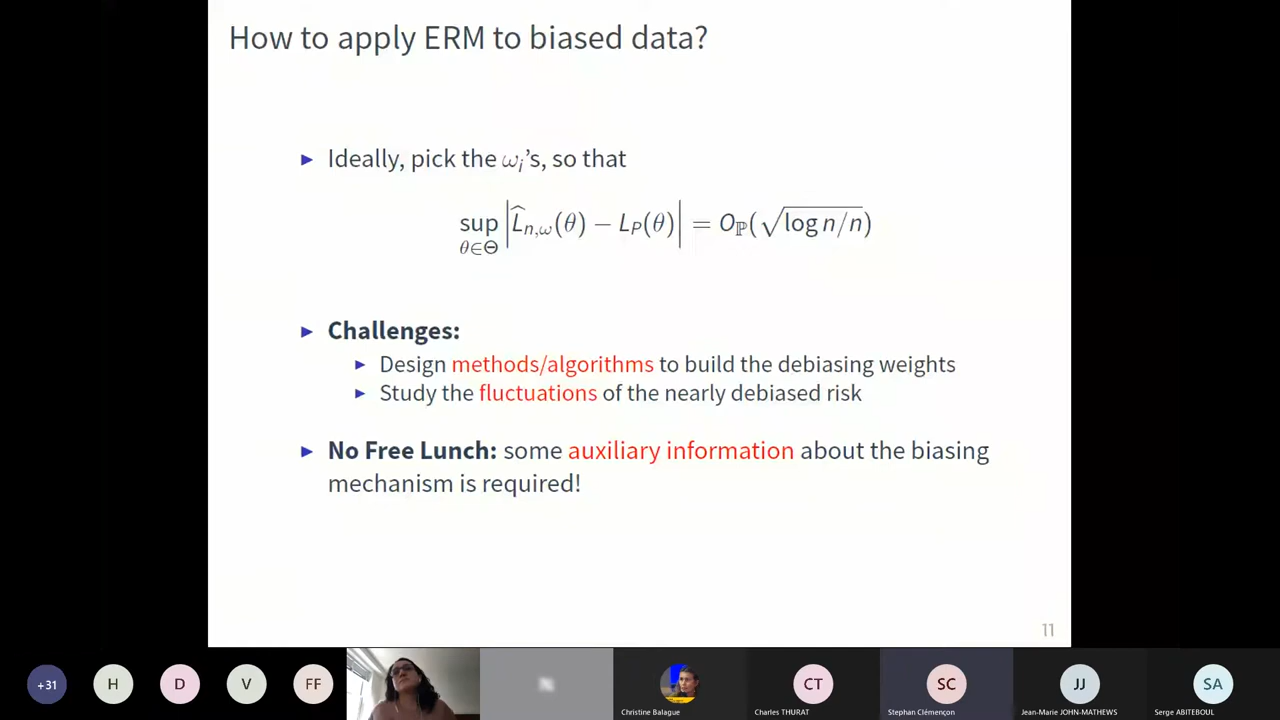 How to apply ERM to biased data?
▶ Ideally, pick the ωᵢ's, so that
sup_{θ∈Θ} |L̂_{n,ω}(θ) − L_P(θ)| = O_ℙ(√(log n/n))
▶ Challenges:
▶ Design methods/algorithms to build the debiasing weights
▶ Study the fluctuations of the nearly debiased risk
▶ No Free Lunch: some auxiliary information about the biasing
mechanism is required!
11
+31 H D V FF CT SC JJ SA
Christine Balague Charles THURAT Stephan Clémençon Jean-Marie JOHN-MATHEWS Serge ABITEBOUL